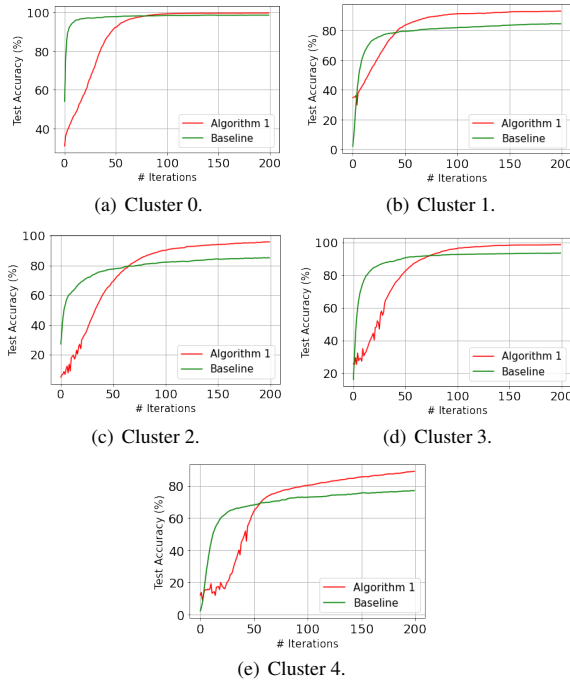 100
80
60
40
Test Accuracy (%)
Algorithm 1
Baseline
0 50 100 150 200
# Iterations
(a) Cluster 0.
80
60
40
20
0
Test Accuracy (%)
Algorithm 1
Baseline
0 50 100 150 200
# Iterations
(b) Cluster 1.
100
80
60
40
20
Test Accuracy (%)
Algorithm 1
Baseline
0 50 100 150 200
# Iterations
(c) Cluster 2.
100
80
60
40
20
Test Accuracy (%)
Algorithm 1
Baseline
0 50 100 150 200
# Iterations
(d) Cluster 3.
80
60
40
20
0
Test Accuracy (%)
Algorithm 1
Baseline
0 50 100 150 200
# Iterations
(e) Cluster 4.